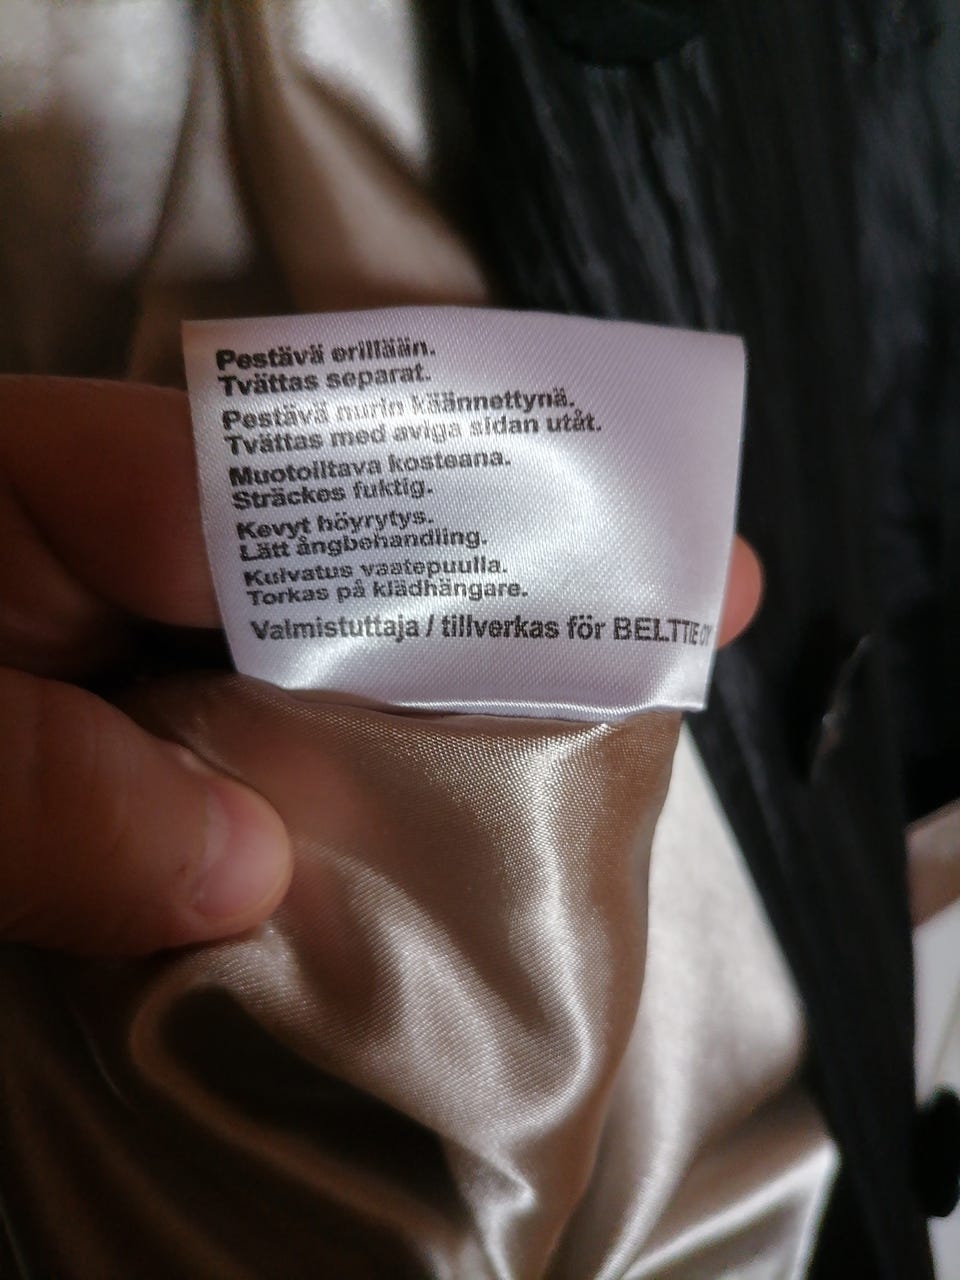 Pestävä erillään.
Tvättas separat.
Pestävä nurin käännettynä.
Tvättas med aviga sidan utåt.
Muotoiltava kosteana.
Sträckes fuktig.
Kevyt höyrytys.
Lätt ångbehandling.
Kuivatus vaatepuulla.
Torkas på klädhängare.
Valmistuttaja / tillverkas för BELTTIE OY